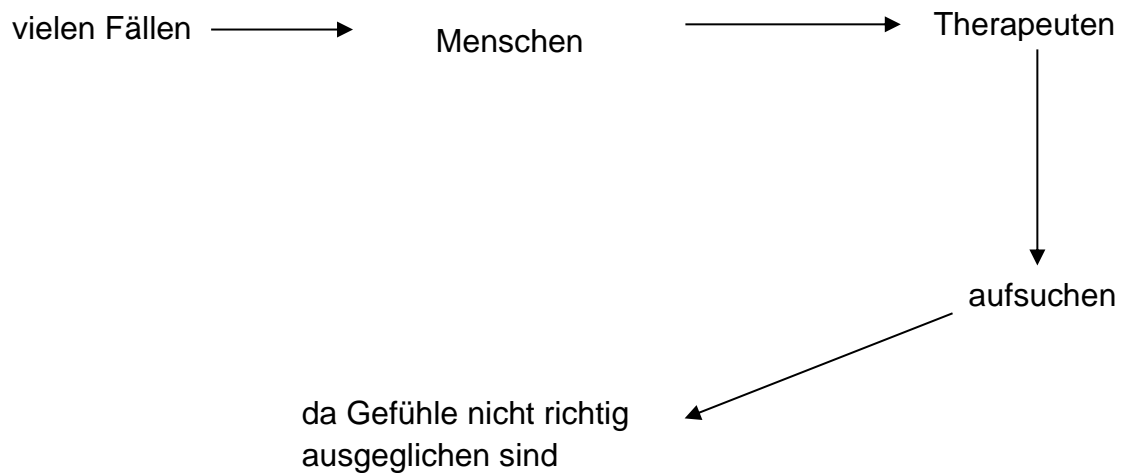 vielen Fällen
Menschen
Therapeuten
aufsuchen
da Gefühle nicht richtig
ausgeglichen sind